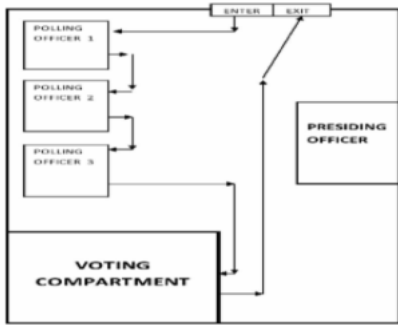 ENTER EXIT
POLLING
OFFICER 1
POLLING
OFFICER 2
POLLING
OFFICER 3
PRESIDING
OFFICER
VOTING
COMPARTMENT